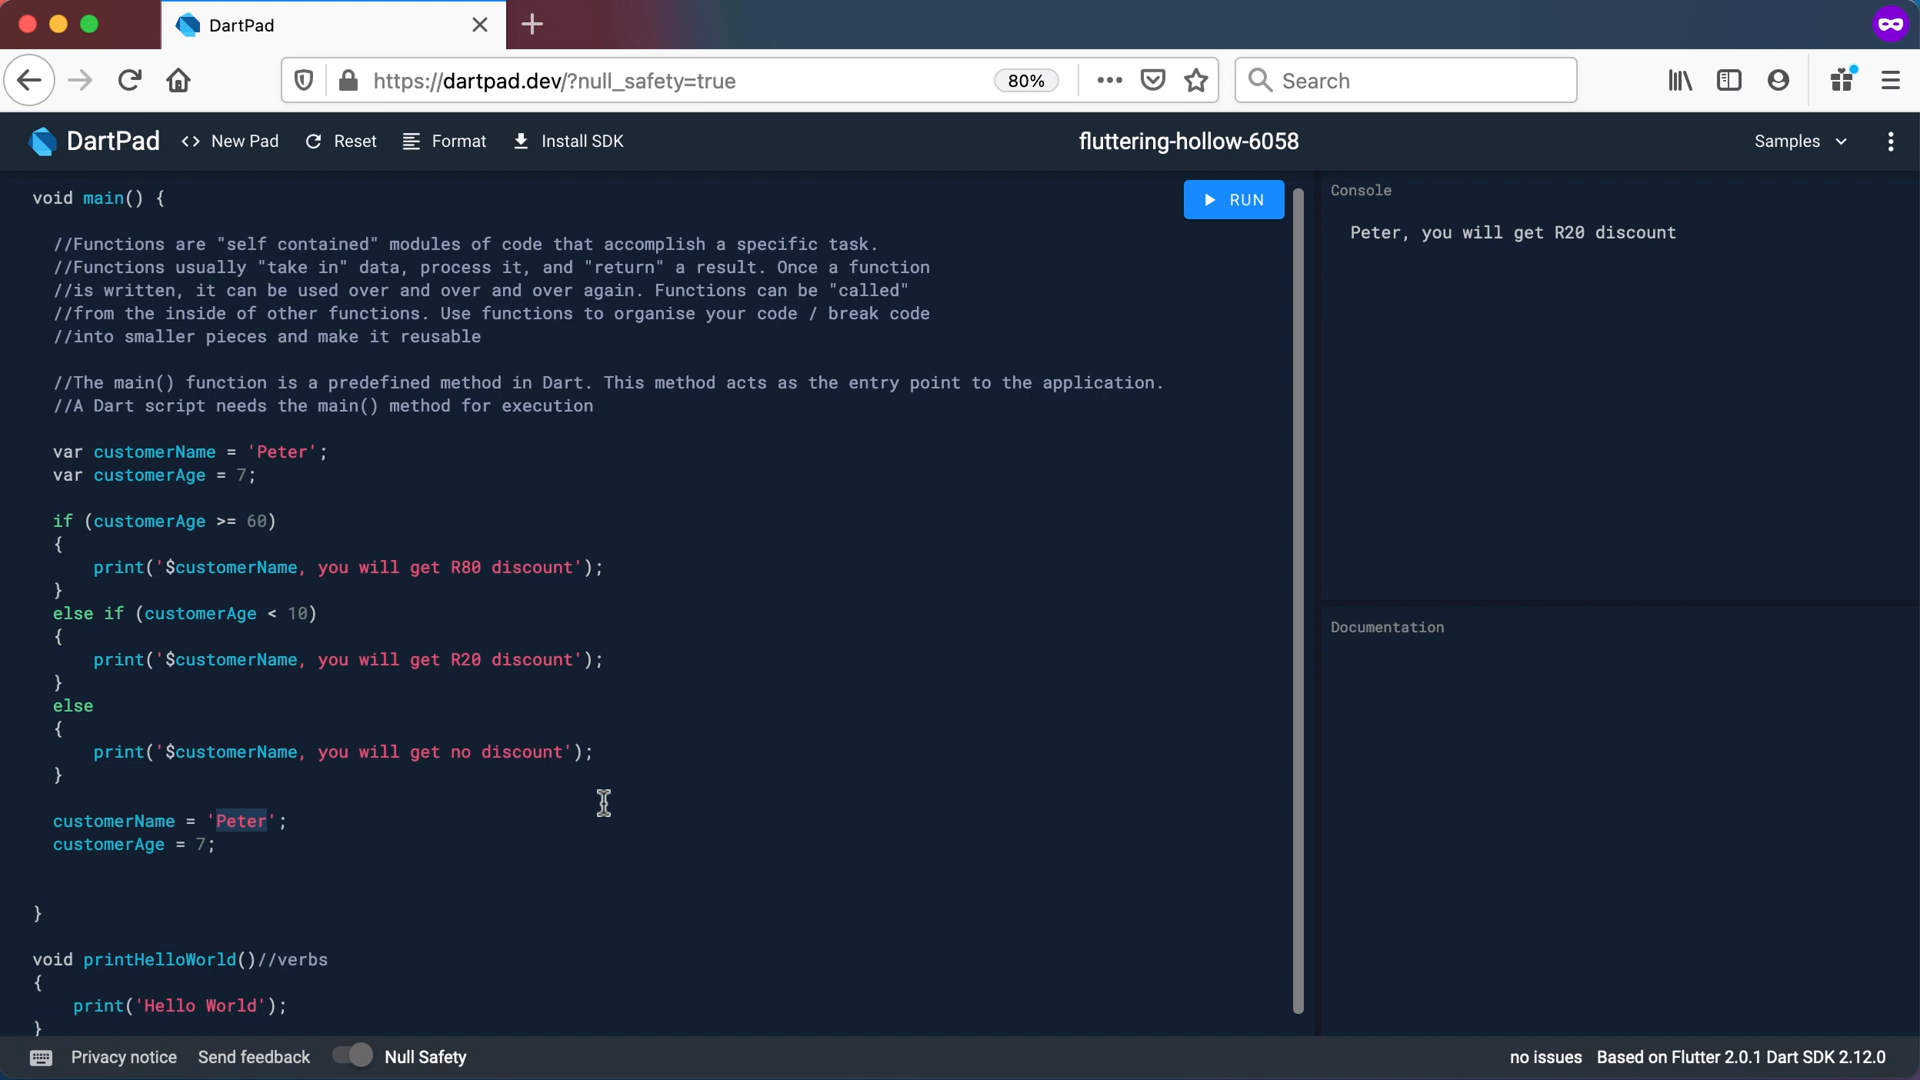 DartPad
https://dartpad.dev/?null_safety=true
80%
Search
DartPad
<> New Pad
Reset
Format
Install SDK
fluttering-hollow-6058
Samples
void main() {
//Functions are "self contained" modules of code that accomplish a specific task.
//Functions usually "take in" data, process it, and "return" a result. Once a function
//is written, it can be used over and over and over again. Functions can be "called"
//from the inside of other functions. Use functions to organise your code / break code
//into smaller pieces and make it reusable
//The main() function is a predefined method in Dart. This method acts as the entry point to the application.
//A Dart script needs the main() method for execution
var customerName = 'Peter';
var customerAge = 7;
if (customerAge >= 60)
{
print('$customerName, you will get R80 discount');
}
else if (customerAge < 10)
{
print('$customerName, you will get R20 discount');
}
else
{
print('$customerName, you will get no discount');
}
customerName = 'Peter';
customerAge = 7;
}
void printHelloWorld()//verbs
{
print('Hello World');
}
RUN
Console
Peter, you will get R20 discount
Documentation
Privacy notice
Send feedback
Null Safety
no issues
Based on Flutter 2.0.1 Dart SDK 2.12.0